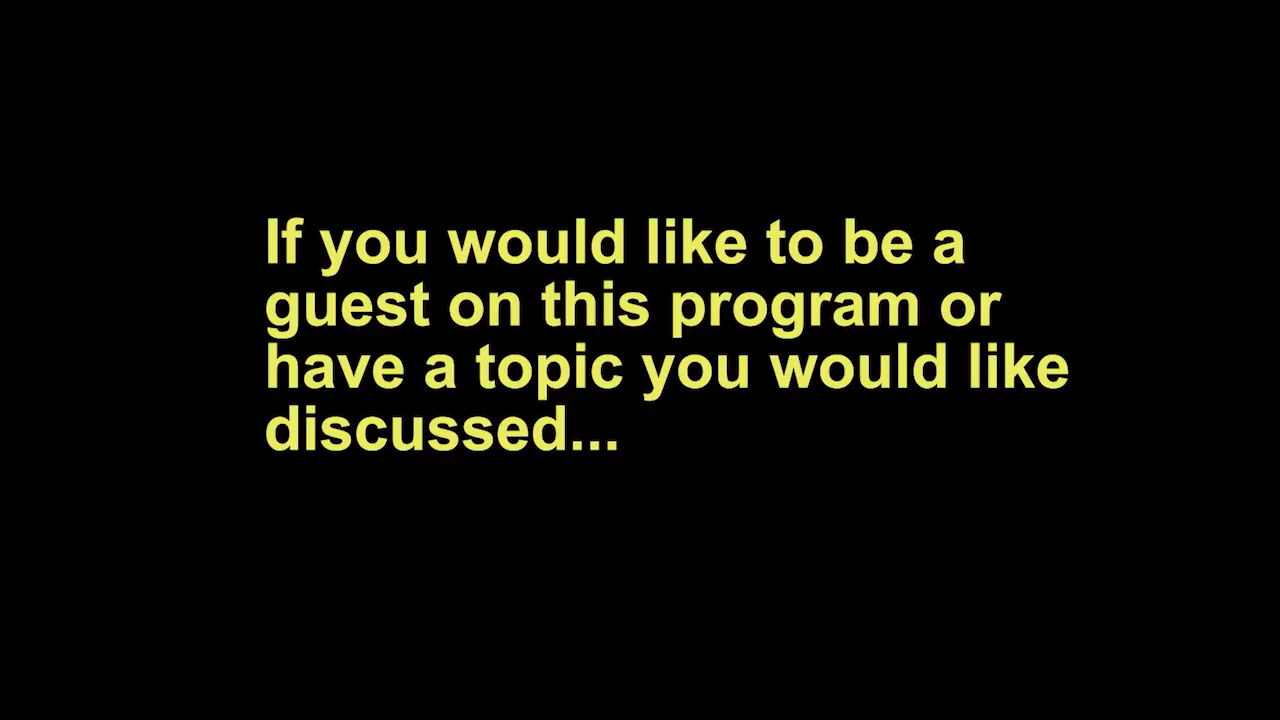 If you would like to be a
guest on this program or
have a topic you would like
discussed...